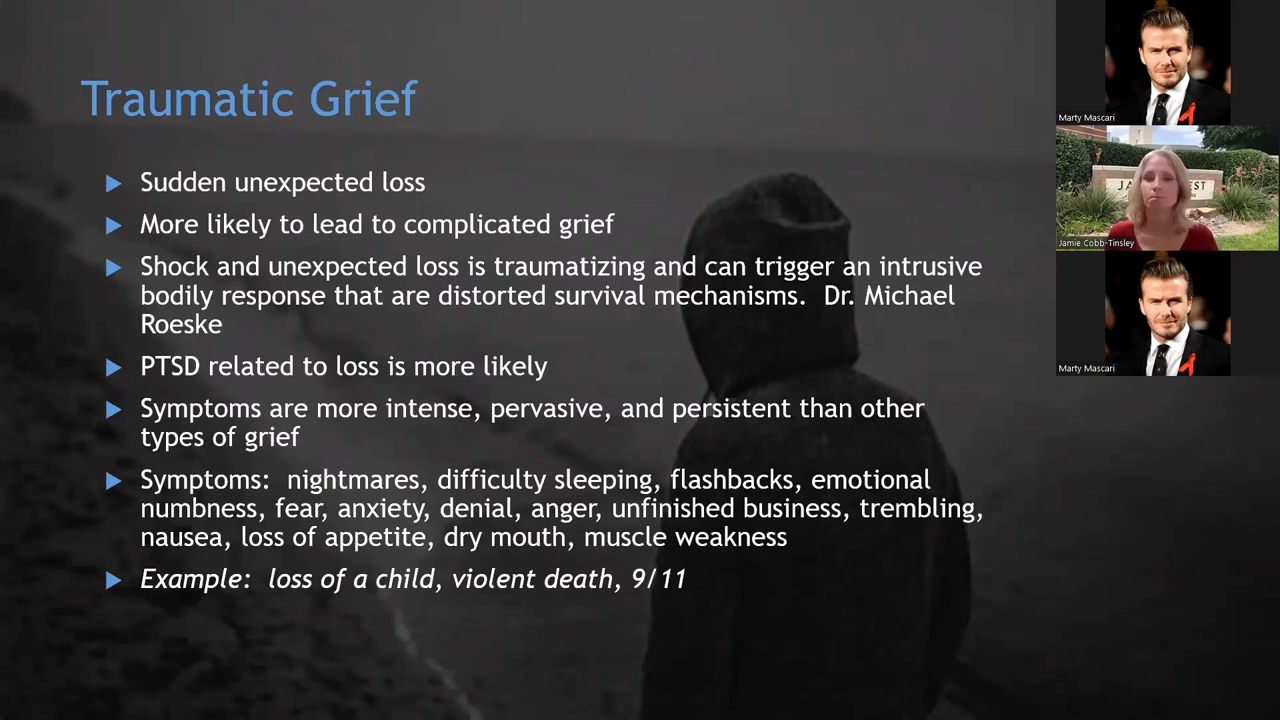 Traumatic Grief
Sudden unexpected loss
More likely to lead to complicated grief
Shock and unexpected loss is traumatizing and can trigger an intrusive
bodily response that are distorted survival mechanisms.  Dr. Michael
Roeske
PTSD related to loss is more likely
Symptoms are more intense, pervasive, and persistent than other
types of grief
Symptoms:  nightmares, difficulty sleeping, flashbacks, emotional
numbness, fear, anxiety, denial, anger, unfinished business, trembling,
nausea, loss of appetite, dry mouth, muscle weakness
Example:  loss of a child, violent death, 9/11
Marty Mascari
Jamie Cobb-Tinsley
Marty Mascari